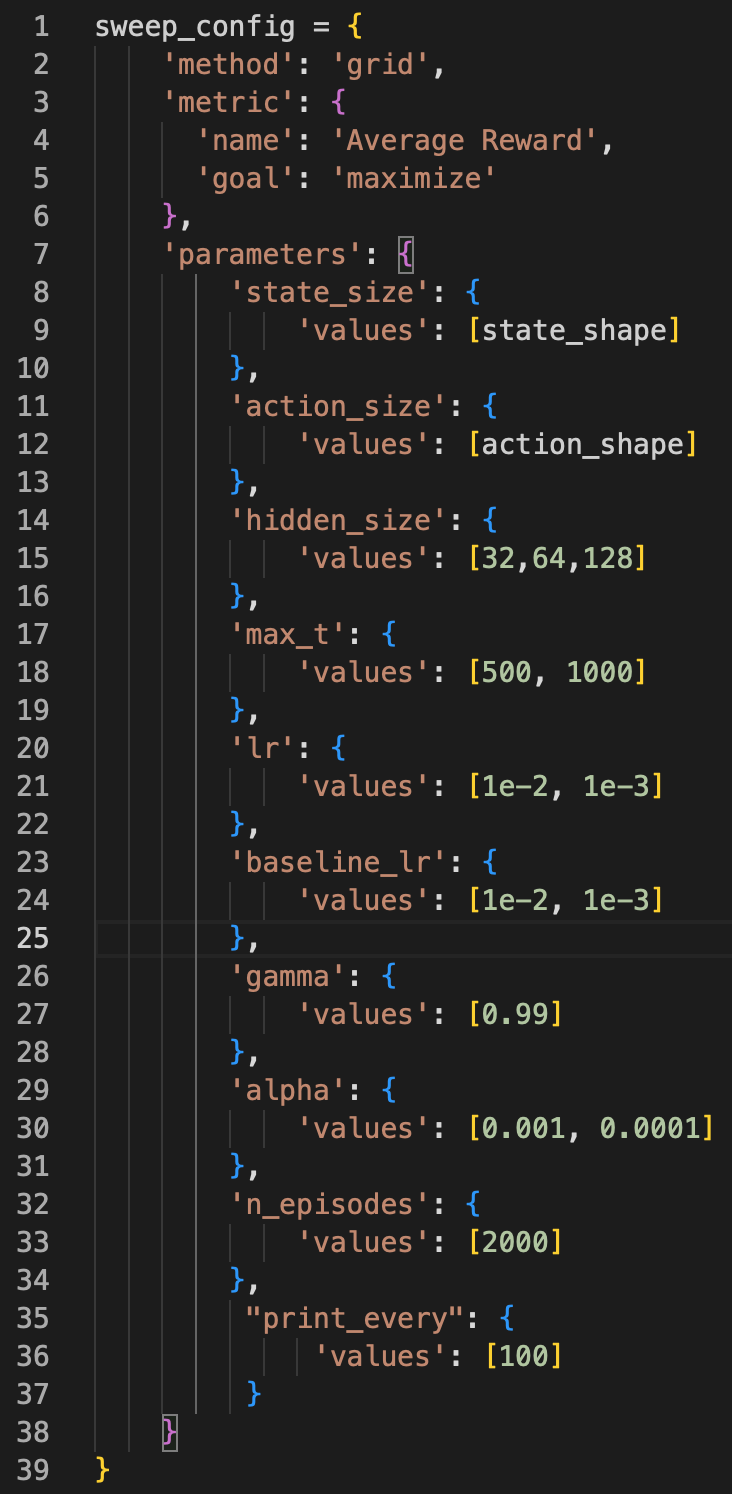 1 sweep_config = {
2     'method': 'grid',
3     'metric': {
4       'name': 'Average Reward',
5       'goal': 'maximize'
6     },
7     'parameters': {
8         'state_size': {
9             'values': [state_shape]
10         },
11         'action_size': {
12             'values': [action_shape]
13         },
14         'hidden_size': {
15             'values': [32,64,128]
16         },
17         'max_t': {
18             'values': [500, 1000]
19         },
20         'lr': {
21             'values': [1e-2, 1e-3]
22         },
23         'baseline_lr': {
24             'values': [1e-2, 1e-3]
25         },
26         'gamma': {
27             'values': [0.99]
28         },
29         'alpha': {
30             'values': [0.001, 0.0001]
31         },
32         'n_episodes': {
33             'values': [2000]
34         },
35          "print_every": {
36              'values': [100]
37          }
38     }
39 }